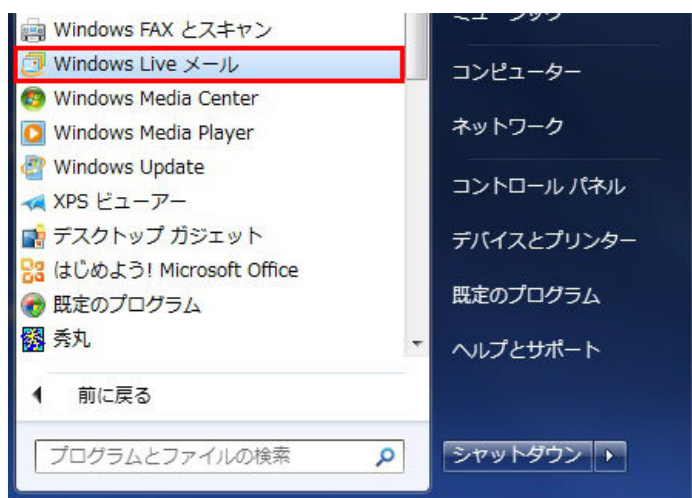 Windows FAX とスキャン
Windows Live メール
Windows Media Center
Windows Media Player
Windows Update
XPS ビューアー
デスクトップ ガジェット
はじめよう! Microsoft Office
既定のプログラム
秀丸
前に戻る
プログラムとファイルの検索
ミュージック
コンピューター
ネットワーク
コントロール パネル
デバイスとプリンター
既定のプログラム
ヘルプとサポート
シャットダウン